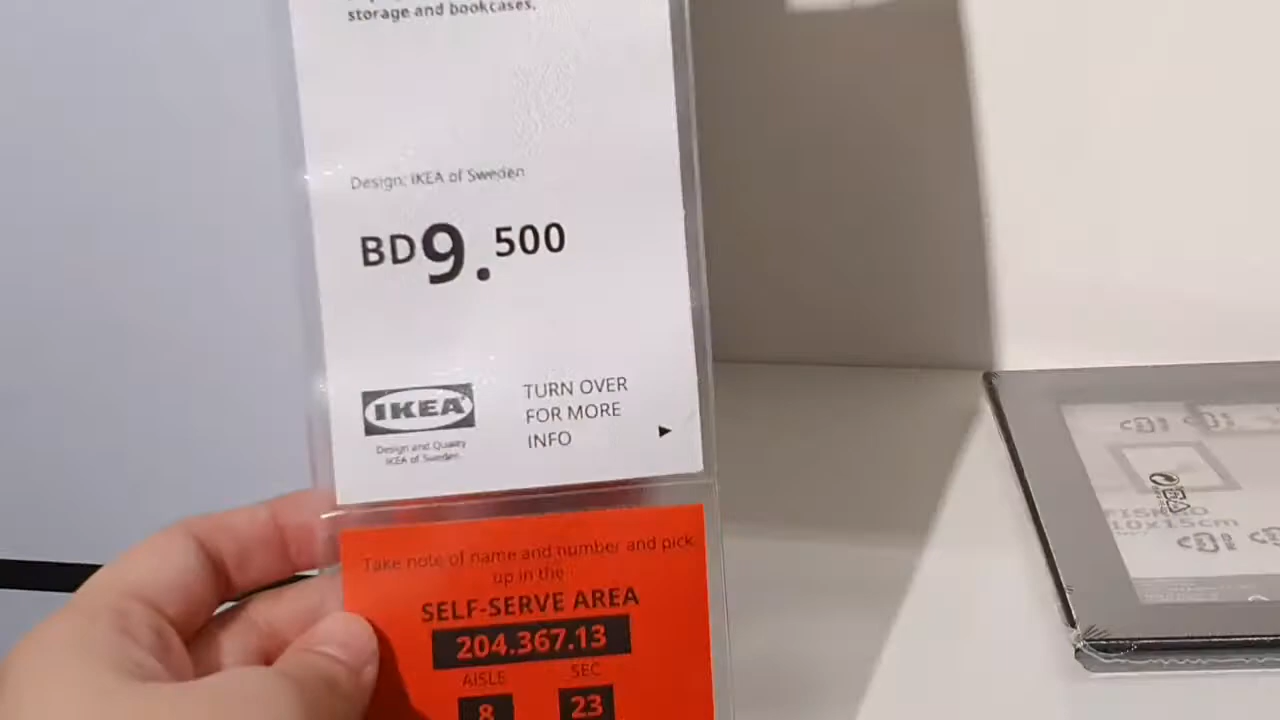 storage and bookcases.
Design: IKEA of Sweden
BD9.500
IKEA
Design and Quality
IKEA of Sweden
TURN OVER
FOR MORE
INFO
Take note of name and number and pick
up in the
SELF-SERVE AREA
204.367.13
AISLE
SEC
8
23
10x15cm